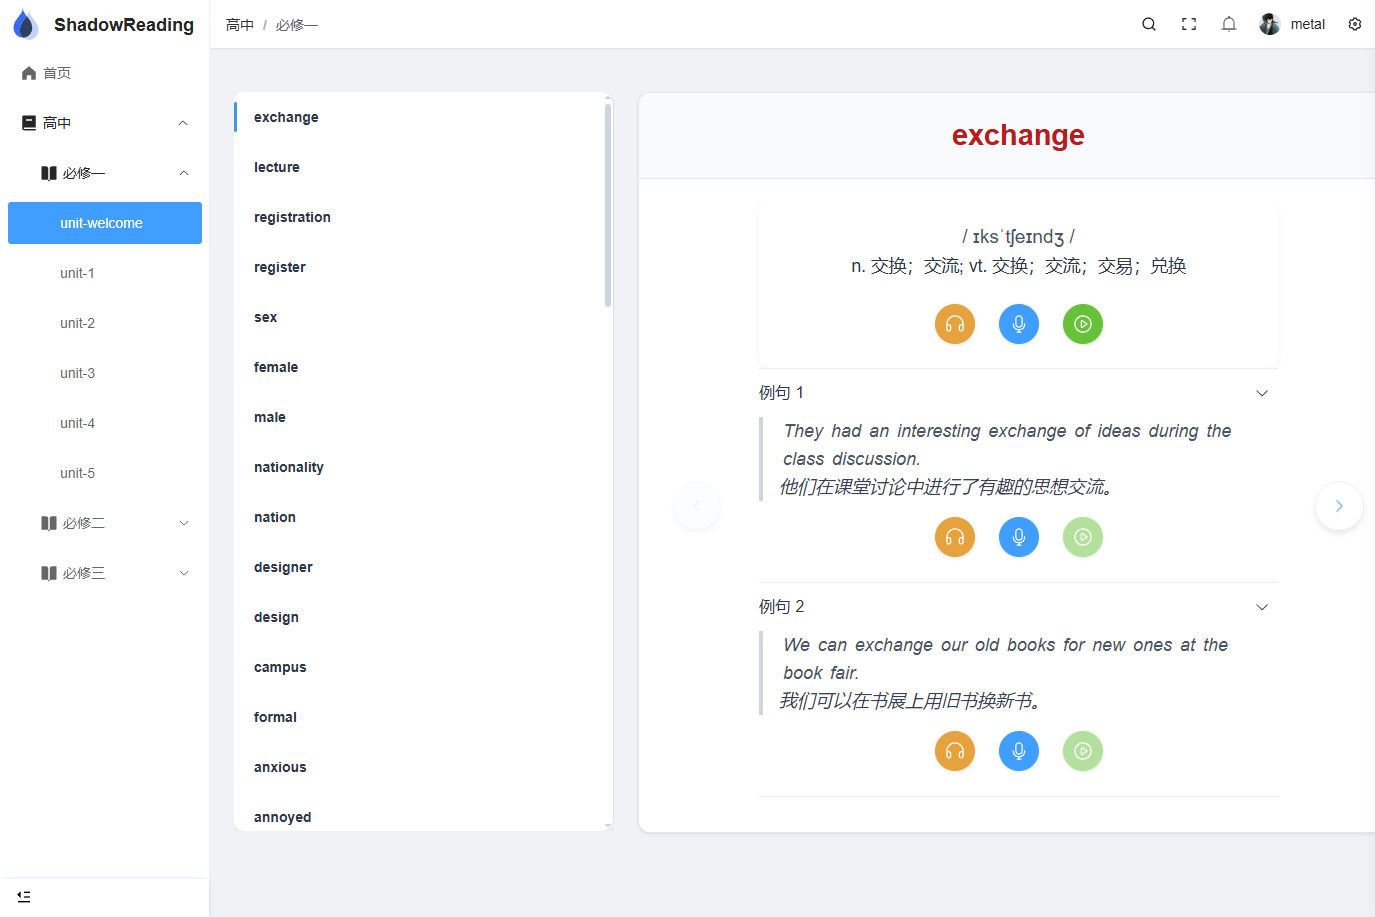 ShadowReading
高中 / 必修一
metal
首页
高中
必修一
unit-welcome
unit-1
unit-2
unit-3
unit-4
unit-5
必修二
必修三
exchange
lecture
registration
register
sex
female
male
nationality
nation
designer
design
campus
formal
anxious
annoyed
exchange
/ ɪksˈtʃeɪndʒ /
n. 交换；交流; vt. 交换；交流；交易；兑换
例句 1
They had an interesting exchange of ideas during the
class discussion.
他们在课堂讨论中进行了有趣的思想交流。
例句 2
We can exchange our old books for new ones at the
book fair.
我们可以在书展上用旧书换新书。